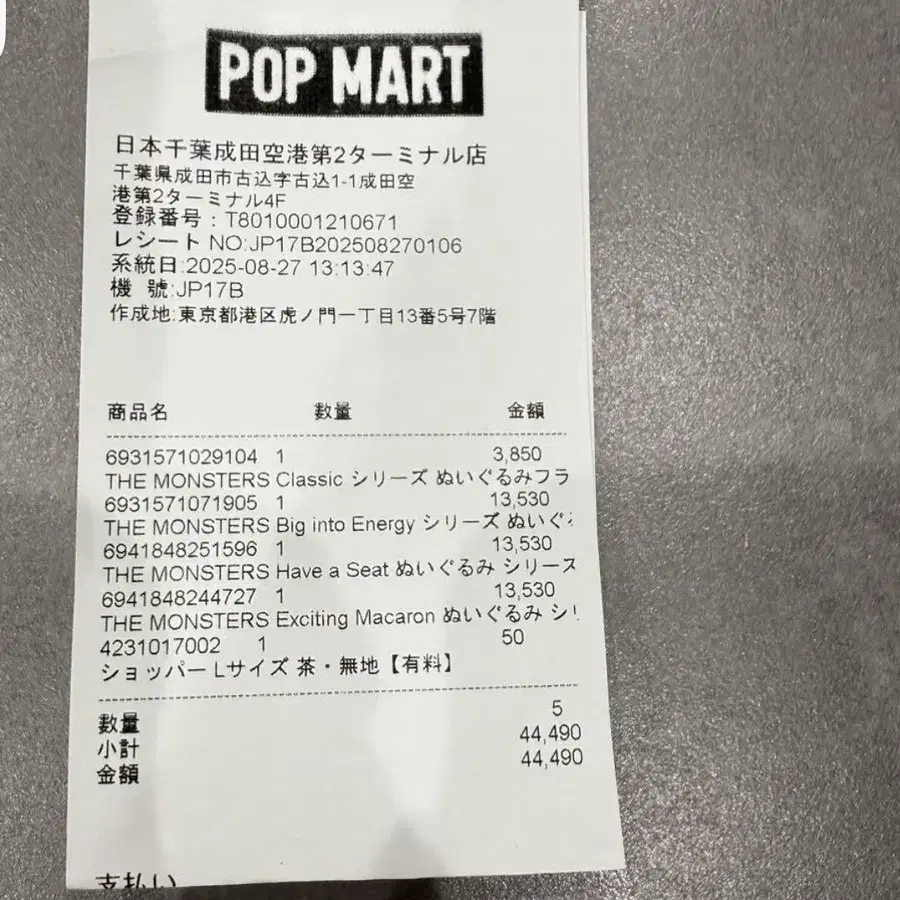 POP MART
日本千葉成田空港第2ターミナル店
千葉県成田市古込字古込1-1成田空
港第2ターミナル4F
登録番号：T8010001210671
レシート NO:JP17B202508270106
系統日:2025-08-27 13:13:47
機 號:JP17B
作成地:東京都港区虎ノ門一丁目13番5号7階
商品名 数量 金額
6931571029104 1 3,850
THE MONSTERS Classic シリーズ ぬいぐるみフラ
6931571071905 1 13,530
THE MONSTERS Big into Energy シリーズ ぬいぐ
6941848251596 1 13,530
THE MONSTERS Have a Seat ぬいぐるみ シリーズ
6941848244727 1 13,530
THE MONSTERS Exciting Macaron ぬいぐるみ シ
4231017002 1 50
ショッパー Lサイズ 茶・無地【有料】
数量 5
小計 44,490
金額 44,490
支払い